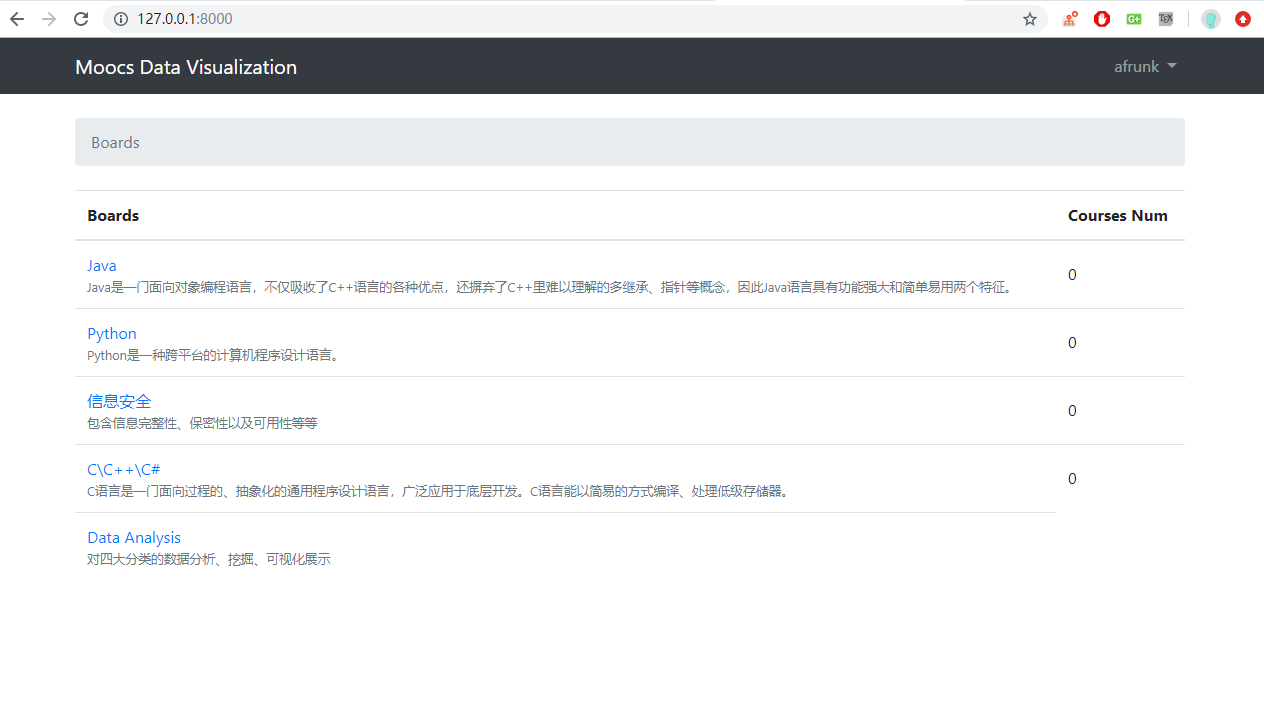 127.0.0.1:8000
Moocs Data Visualization
afrunk
Boards
Boards Courses Num
Java
Java是一门面向对象编程语言，不仅吸收了C++语言的各种优点，还摒弃了C++里难以理解的多继承、指针等概念，因此Java语言具有功能强大和简单易用两个特征。
0
Python
Python是一种跨平台的计算机程序设计语言。
0
信息安全
包含信息完整性、保密性以及可用性等等
0
C\C++\C#
C语言是一门面向过程的、抽象化的通用程序设计语言，广泛应用于底层开发。C语言能以简易的方式编译、处理低级存储器。
0
Data Analysis
对四大分类的数据分析、挖掘、可视化展示